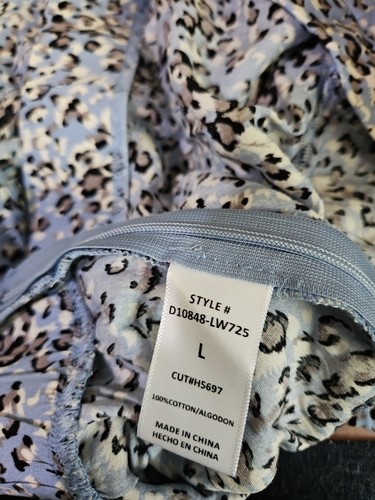 STYLE #
D10848-LW725
L
CUT#H5697
100%COTTON/ALGODON
MADE IN CHINA
HECHO EN CHINA